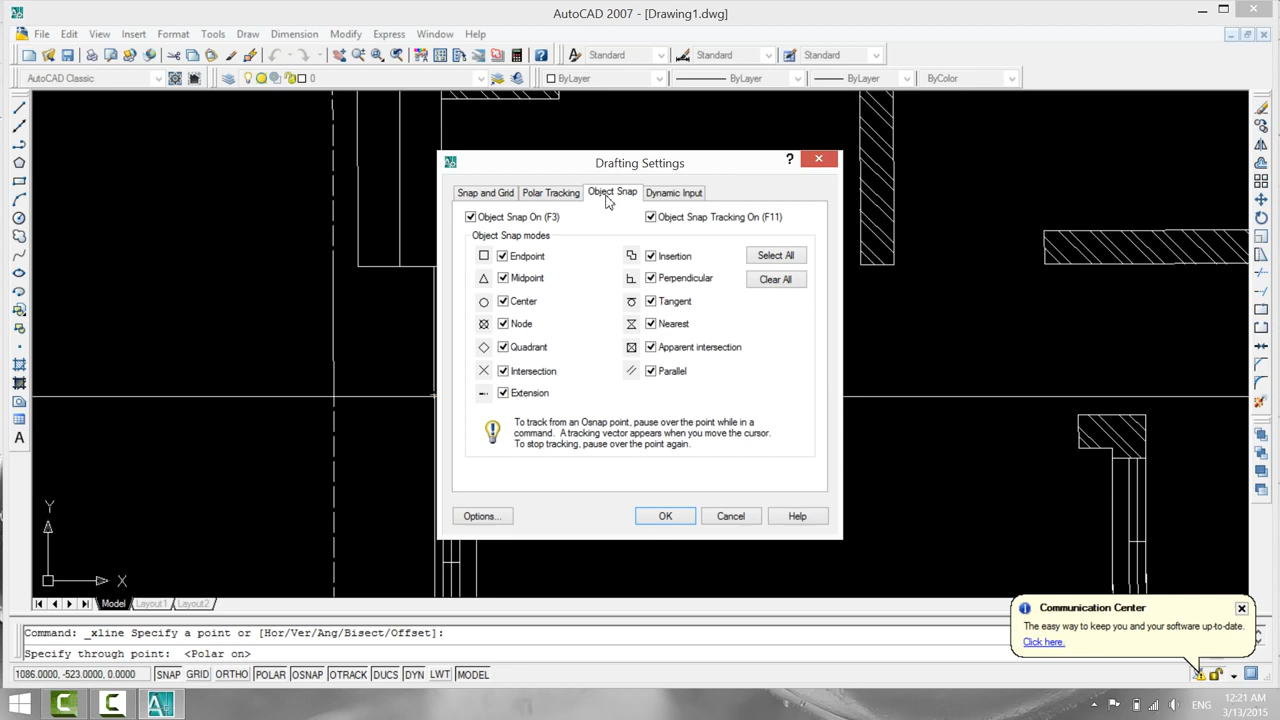 AutoCAD 2007 - [Drawing1.dwg]
File Edit View Insert Format Tools Draw Dimension Modify Express Window Help
Standard Standard Standard
AutoCAD Classic 0 ByLayer ByLayer ByLayer ByColor
Drafting Settings ?
Snap and Grid Polar Tracking Object Snap Dynamic Input
Object Snap On (F3) Object Snap Tracking On (F11)
Object Snap modes
Endpoint Insertion Select All
Midpoint Perpendicular Clear All
Center Tangent
Node Nearest
Quadrant Apparent intersection
Intersection Parallel
Extension
To track from an Osnap point, pause over the point while in a
command. A tracking vector appears when you move the cursor.
To stop tracking, pause over the point again.
Options... OK Cancel Help
Y
X
Model Layout1 Layout2
Communication Center
The easy way to keep you and your software up-to-date.
Click here.
Command: _xline Specify a point or [Hor/Ver/Ang/Bisect/Offset]:
Specify through point: <Polar on>
1086.0000, -523.0000, 0.0000 SNAP GRID ORTHO POLAR OSNAP OTRACK DUCS DYN LWT MODEL
ENG 12:21 AM
3/13/2015